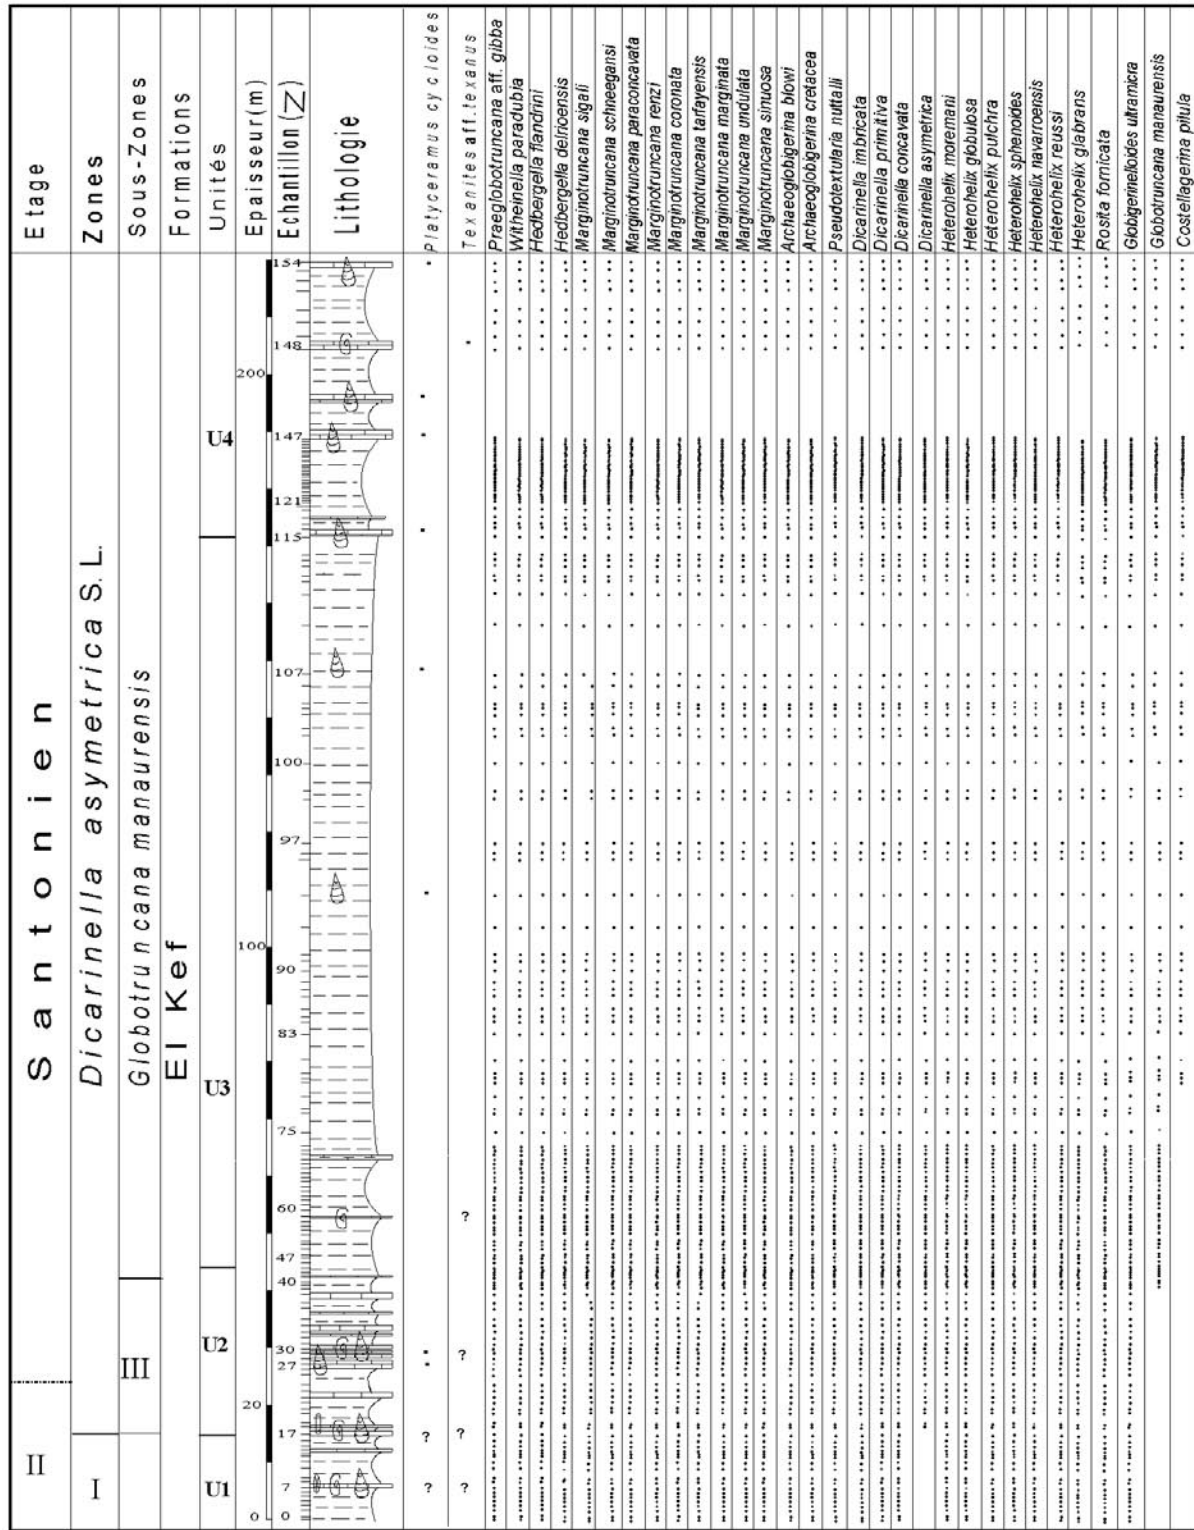 Etage
Zones
Sous-Zones
Formations
Unités
Epaisseur(m)
Echantillon(Z)
Lithologie
Platyceramus cycloides
Texanites aff. texanus
Praeglobotruncana aff. gibba
Witheinella paradubia
Hedbergella flandrini
Hedbergella delrioensis
Marginotruncana sigali
Marginotruncana schneegansi
Marginotruncana paraconcavata
Marginotruncana renzi
Marginotruncana coronata
Marginotruncana tarfayensis
Marginotruncana marginata
Marginotruncana undulata
Marginotruncana sinuosa
Archaeoglobigerina blowi
Archaeoglobigerina cretacea
Pseudotextularia nuttalli
Dicarinella imbricata
Dicarinella primitiva
Dicarinella concavata
Dicarinella asymetrica
Heterohelix moremani
Heterohelix globulosa
Heterohelix pulchra
Heterohelix sphenoides
Heterohelix navarroensis
Heterohelix reussi
Heterohelix glabrans
Rosita fornicata
Globigerinelloides ultramicra
Globotruncana manaurensis
Costellagerina pilula
Santonien
II
Dicarinella asymetrica S.L.
I
Globotruncana manaurensis
III
El Kef
U4
U3
U2
U1
200
100
20
0
154
148
147
121
115
107
100
97
90
83
75
60
47
40
30
27
17
7
0
?
?
? ?
? ?